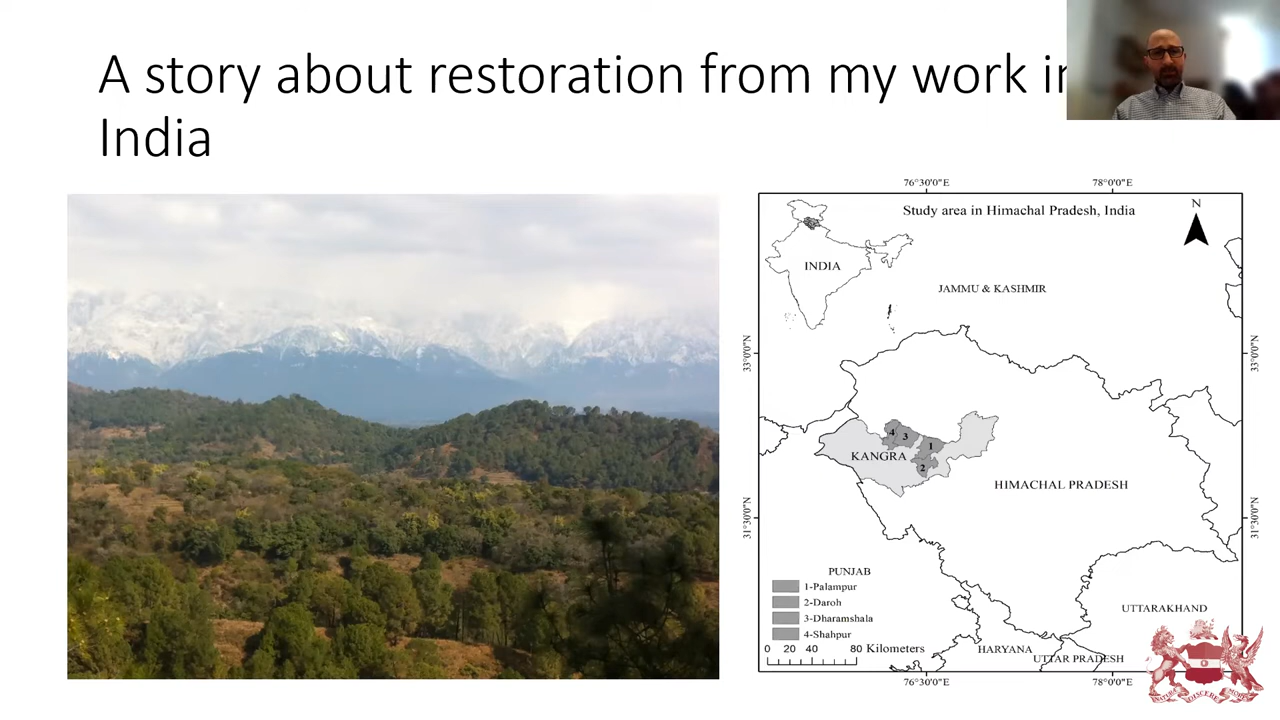 A story about restoration from my work in
India
76°30'0"E
78°0'0"E
Study area in Himachal Pradesh, India
N
INDIA
JAMMU & KASHMIR
33°0'0"N
33°0'0"N
4
3
1
KANGRA
2
HIMACHAL PRADESH
31°30'0"N
31°30'0"N
PUNJAB
1-Palampur
2-Daroh
3-Dharamshala
4-Shahpur
UTTARAKHAND
0 20 40 80 Kilometers
HARYANA
UTTAR PRADESH
76°30'0"E
78°0'0"E
DISCERE